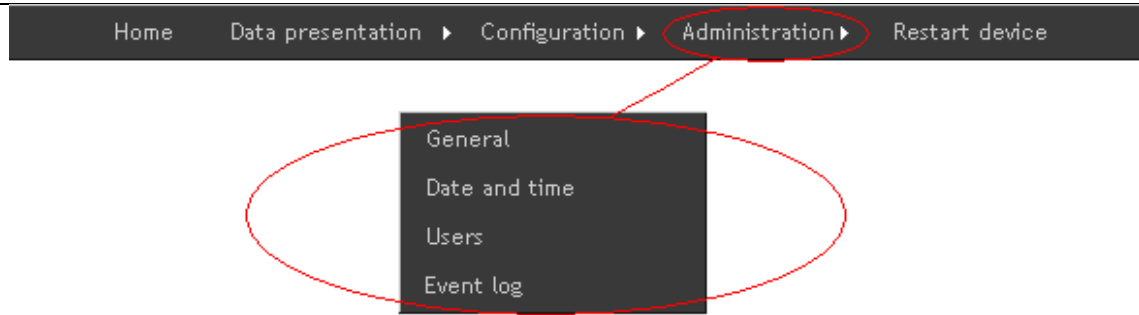 Home Data presentation Configuration Administration Restart device
General
Date and time
Users
Event log